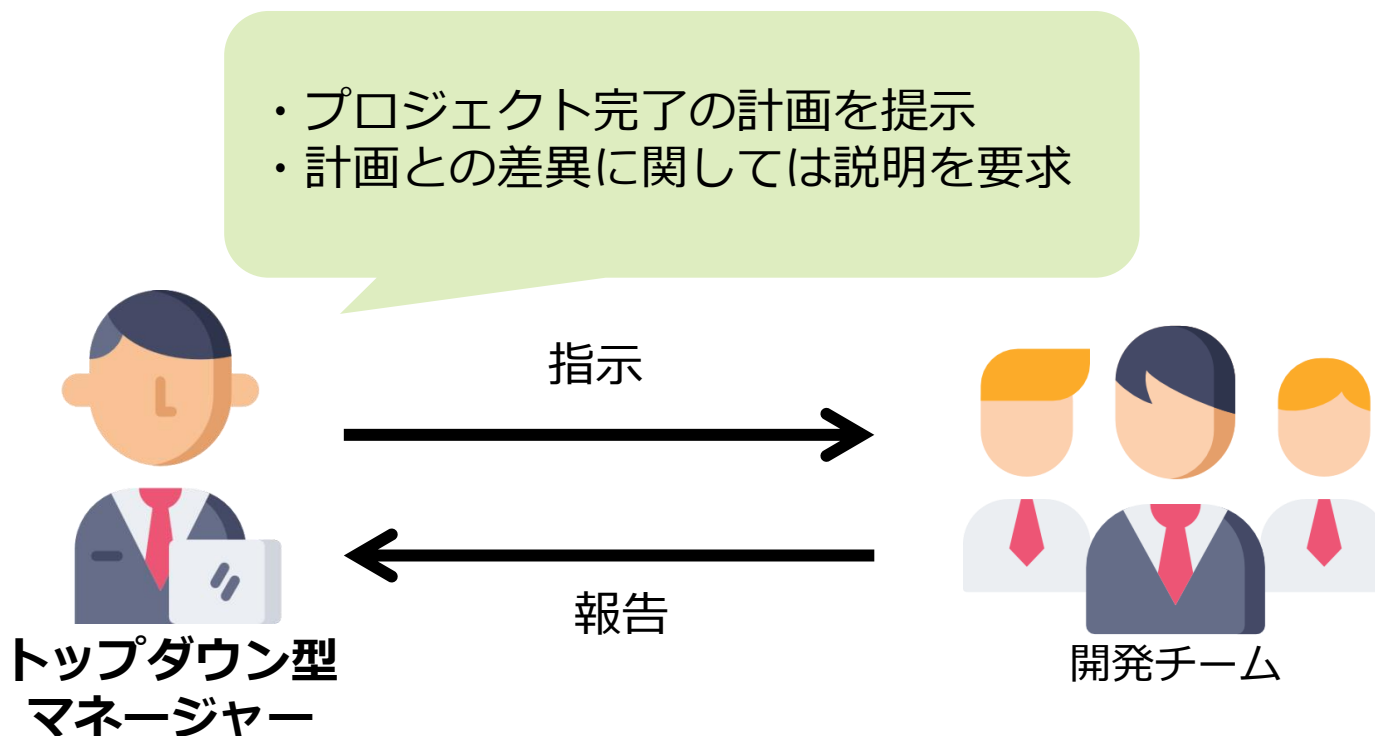 ・プロジェクト完了の計画を提示
・計画との差異に関しては説明を要求
指示
報告
トップダウン型
マネージャー
開発チーム